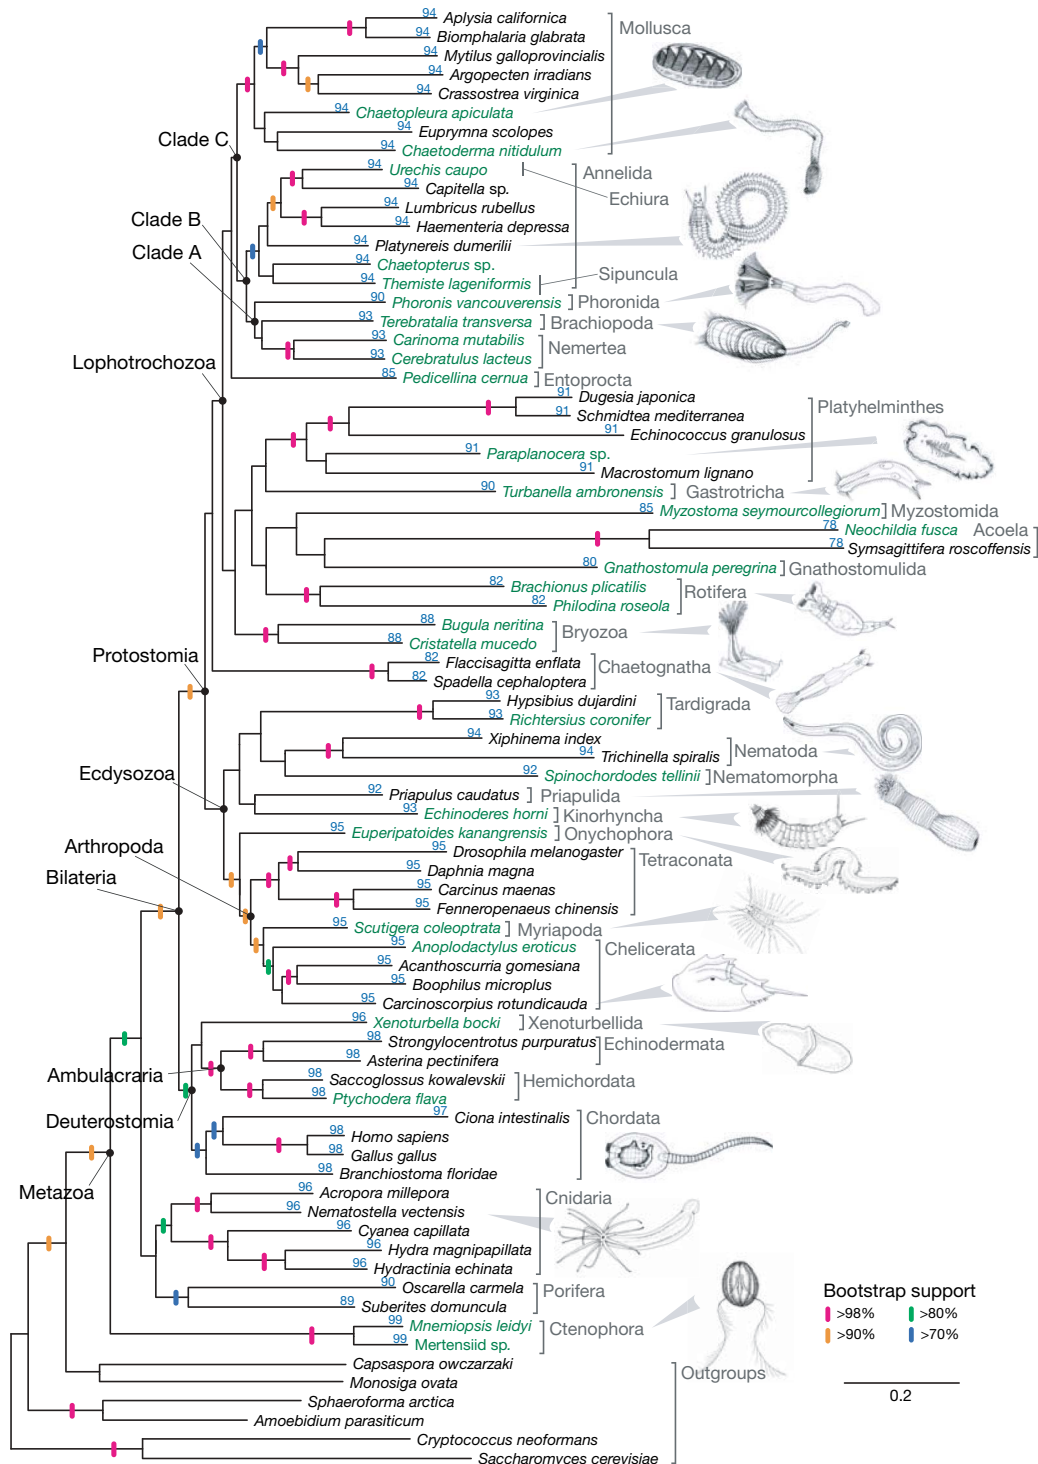 94 Aplysia californica
94 Biomphalaria glabrata
Mollusca
94 Mytilus galloprovincialis
94 Argopecten irradians
94 Crassostrea virginica
94 Chaetopleura apiculata
94 Euprymna scolopes
Clade C
94 Chaetoderma nitidulum
94 Urechis caupo
Annelida
94 Capitella sp.
Echiura
94 Lumbricus rubellus
Clade B
94 Haementeria depressa
94 Platynereis dumerilii
Clade A
94 Chaetopterus sp.
Sipuncula
94 Themiste lageniformis
90 Phoronis vancouverensis Phoronida
93 Terebratalia transversa Brachiopoda
93 Carinoma mutabilis
Nemertea
93 Cerebratulus lacteus
Lophotrochozoa
85 Pedicellina cernua Entoprocta
91 Dugesia japonica
Platyhelminthes
91 Schmidtea mediterranea
91 Echinococcus granulosus
91 Paraplanocera sp.
91 Macrostomum lignano
90 Turbanella ambronensis Gastrotricha
85 Myzostoma seymourcollegiorum Myzostomida
78 Neochildia fusca Acoela
78 Symsagittifera roscoffensis
80 Gnathostomula peregrina Gnathostomulida
82 Brachionus plicatilis
Rotifera
82 Philodina roseola
88 Bugula neritina
Bryozoa
88 Cristatella mucedo
Protostomia
82 Flaccisagitta enflata
Chaetognatha
82 Spadella cephaloptera
93 Hypsibius dujardini
Tardigrada
93 Richtersius coronifer
94 Xiphinema index
Nematoda
94 Trichinella spiralis
Ecdysozoa
92 Spinochordodes tellinii Nematomorpha
92 Priapulus caudatus Priapulida
93 Echinoderes horni Kinorhyncha
95 Euperipatoides kanangrensis Onychophora
Arthropoda
95 Drosophila melanogaster
Tetraconata
95 Daphnia magna
Bilateria
95 Carcinus maenas
95 Fenneropenaeus chinensis
95 Scutigera coleoptrata Myriapoda
95 Anoplodactylus eroticus
Chelicerata
95 Acanthoscurria gomesiana
95 Boophilus microplus
95 Carcinoscorpius rotundicauda
96 Xenoturbella bocki Xenoturbellida
98 Strongylocentrotus purpuratus
Echinodermata
98 Asterina pectinifera
Ambulacraria
98 Saccoglossus kowalevskii
Hemichordata
98 Ptychodera flava
Deuterostomia
97 Ciona intestinalis
Chordata
98 Homo sapiens
98 Gallus gallus
98 Branchiostoma floridae
Metazoa
96 Acropora millepora
Cnidaria
96 Nematostella vectensis
96 Cyanea capillata
96 Hydra magnipapillata
96 Hydractinia echinata
90 Oscarella carmela
Porifera
89 Suberites domuncula
99 Mnemiopsis leidyi
Ctenophora
99 Mertensiid sp.
Bootstrap support
>98% >80%
>90% >70%
Capsaspora owczarzaki
Outgroups
Monosiga ovata
0.2
Sphaeroforma arctica
Amoebidium parasiticum
Cryptococcus neoformans
Saccharomyces cerevisiae